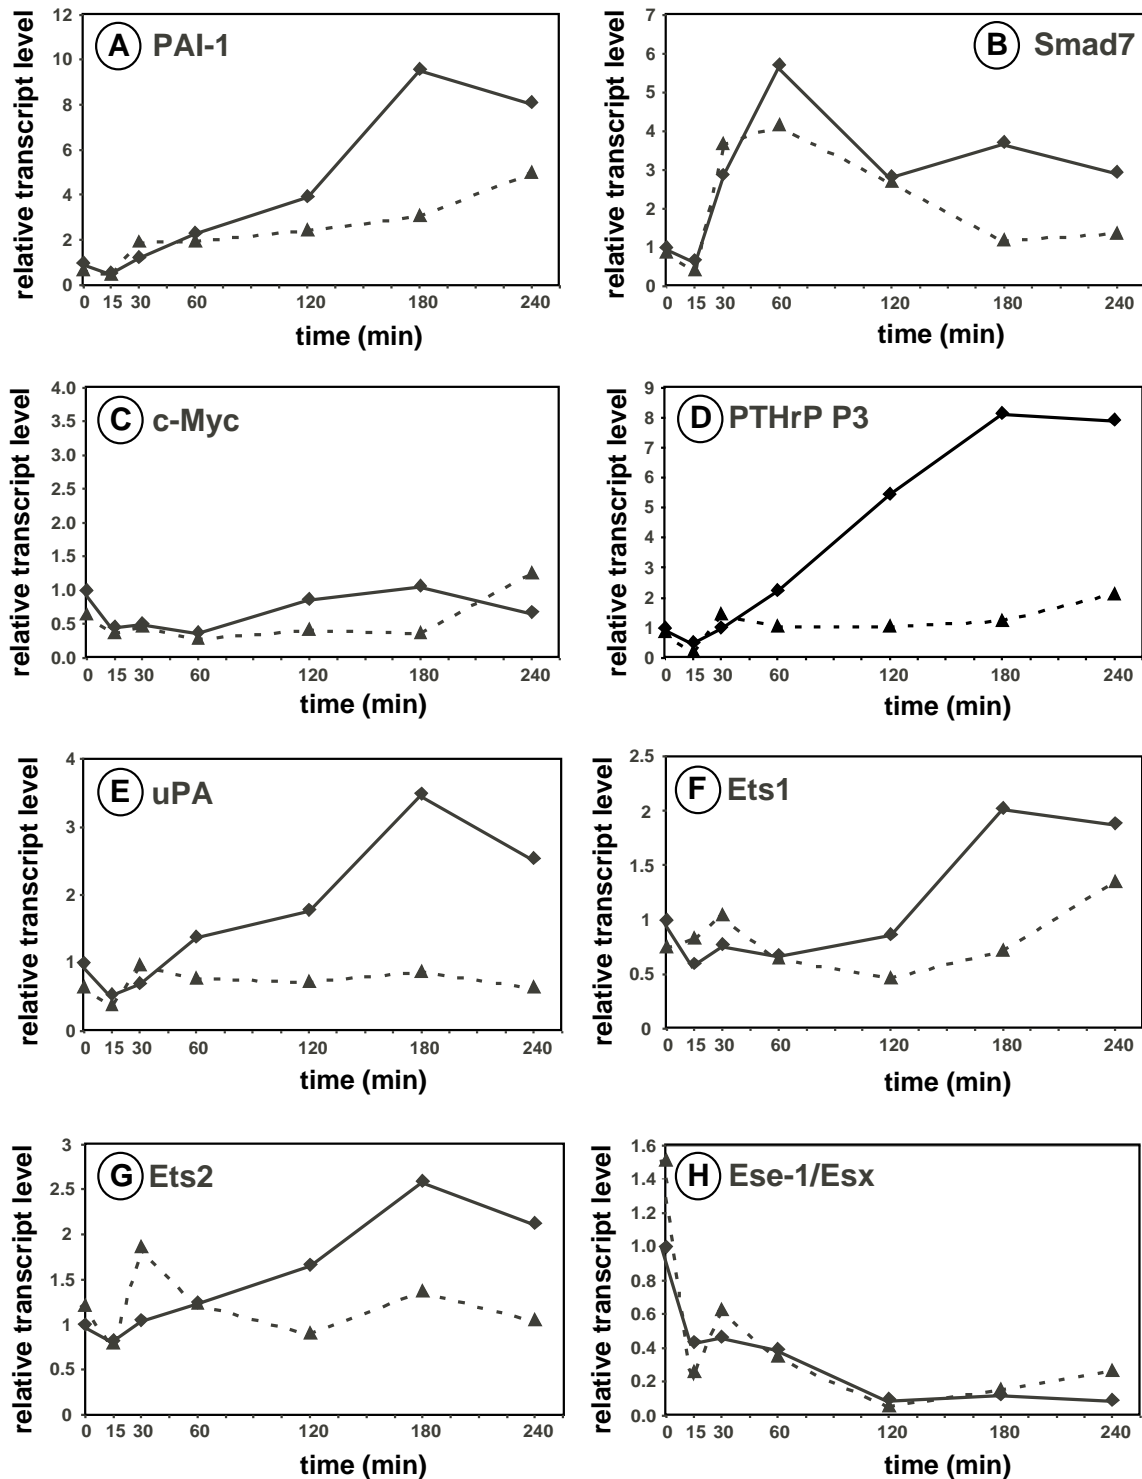 A PAI-1
relative transcript level
12
10
8
6
4
2
0
0 15 30 60 120 180 240
time (min)
B Smad7
relative transcript level
7
6
5
4
3
2
1
0
0 15 30 60 120 180 240
time (min)
C c-Myc
relative transcript level
4.0
3.5
3.0
2.5
2.0
1.5
1.0
0.5
0.0
0 15 30 60 120 180 240
time (min)
D PTHrP P3
relative transcript level
9
8
7
6
5
4
3
2
1
0
0 15 30 60 120 180 240
time (min)
E uPA
relative transcript level
4
3
2
1
0
0 15 30 60 120 180 240
time (min)
F Ets1
relative transcript level
2.5
2
1.5
1
0.5
0
0 15 30 60 120 180 240
time (min)
G Ets2
relative transcript level
3
2.5
2
1.5
1
0.5
0
0 15 30 60 120 180 240
time (min)
H Ese-1/Esx
relative transcript level
1.6
1.4
1.2
1.0
0.8
0.6
0.4
0.2
0.0
0 15 30 60 120 180 240
time (min)